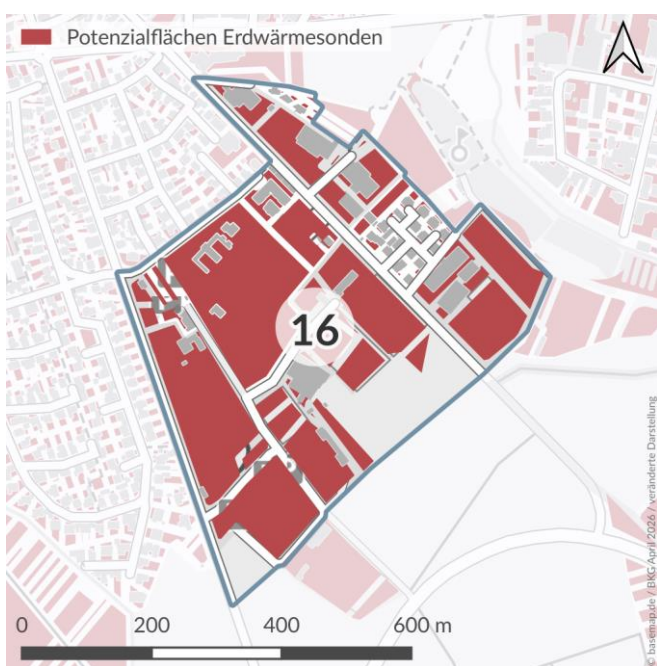 Potenzialflächen Erdwärmesonden
16
0 200 400 600 m
© basemap.de / BKG April 2026 / veränderte Darstellung